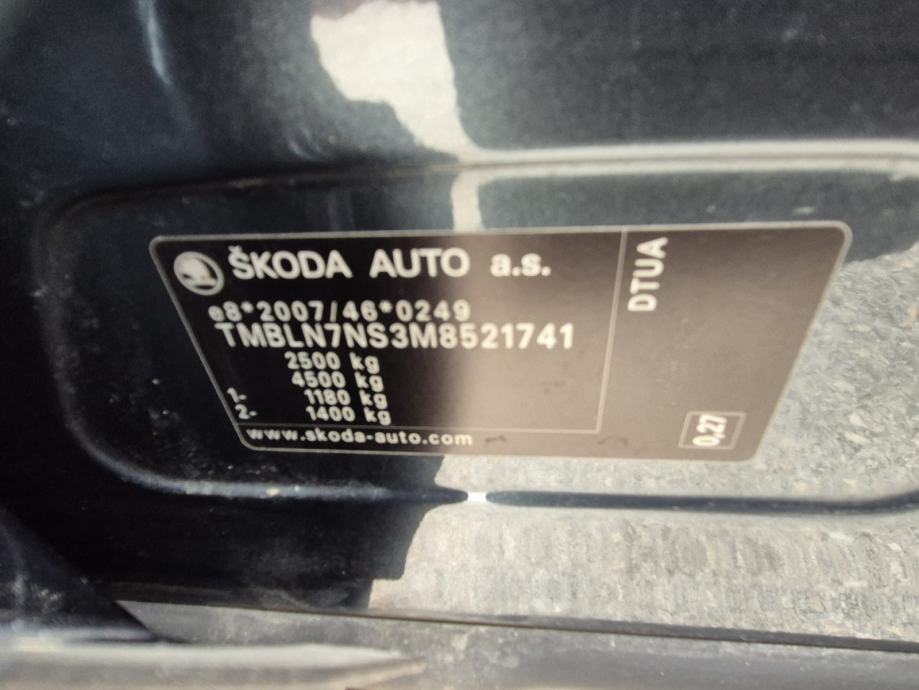 ŠKODA AUTO a.s.
e8*2007/46*0249
TMBLN7NS3M8521741
2500 kg
4500 kg
1- 1180 kg
2- 1400 kg
www.skoda-auto.com
DTUA
0,27